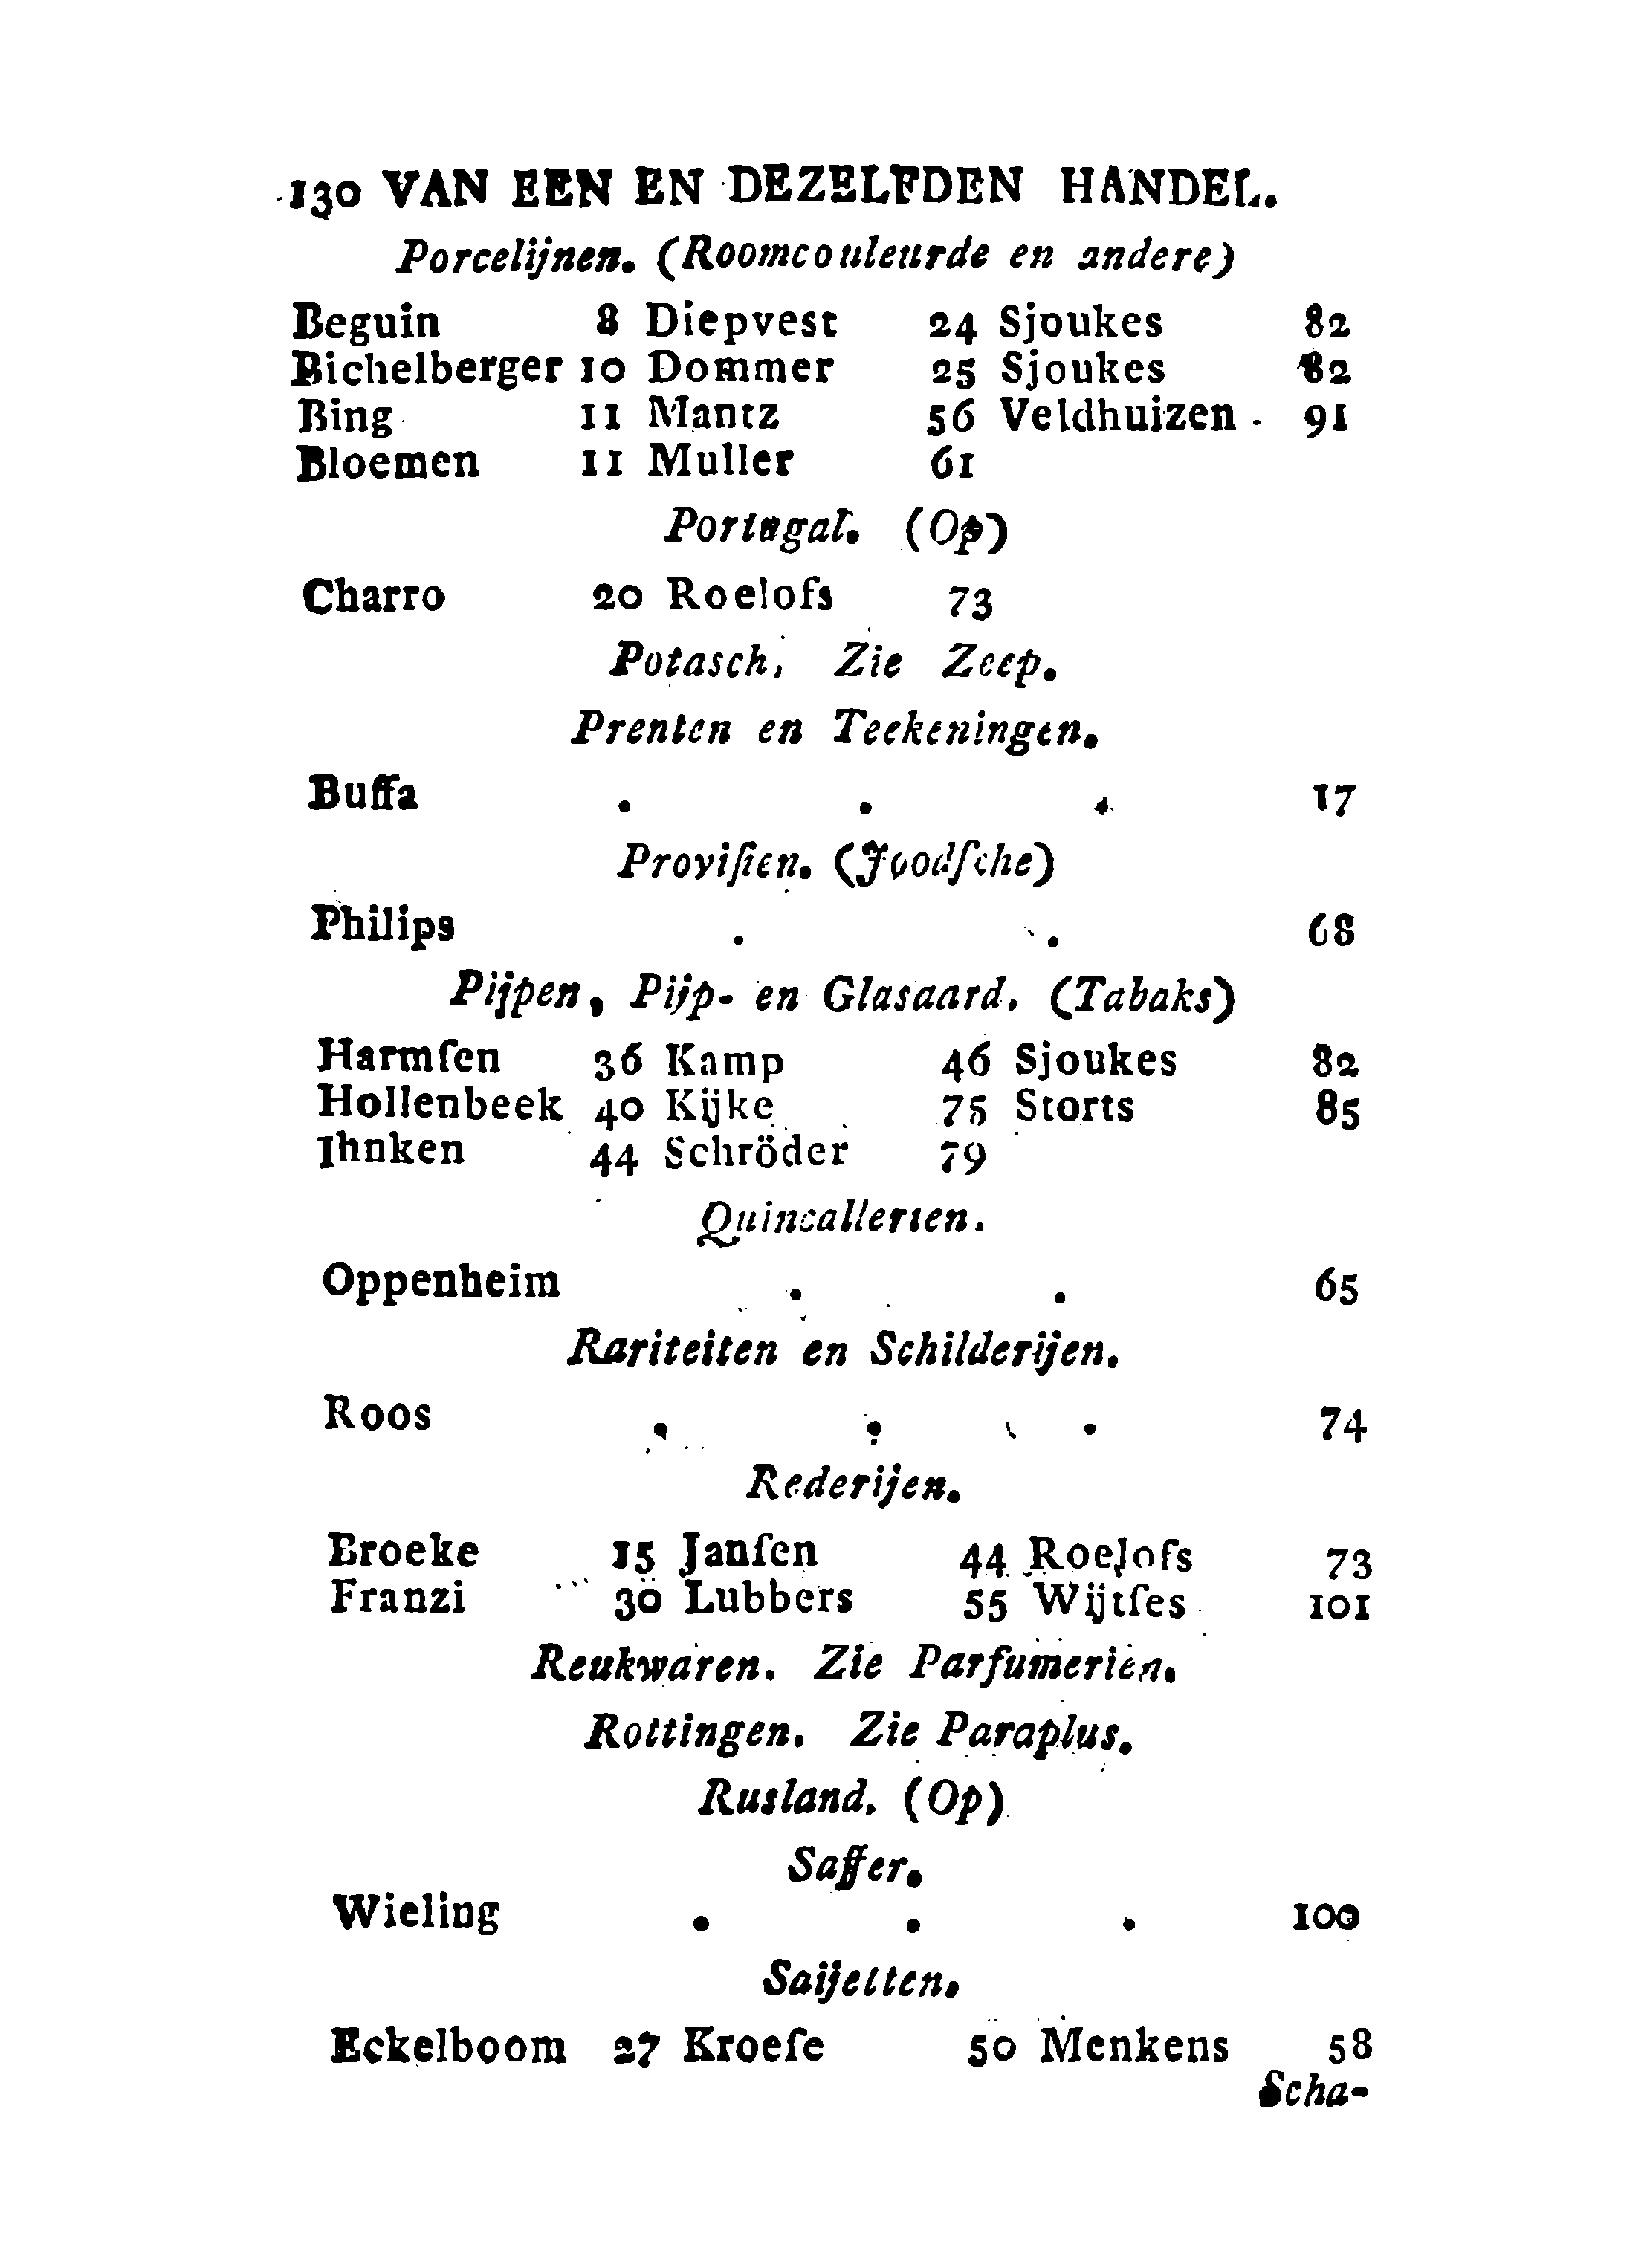 130 VAN EEN EN DEZELFDEN HANDEL.
Porcelijnen. (Roomcouleurde en andere)
Beguin 8 Diepvest 24 Sjoukes 82
Bichelberger 10 Dommer 25 Sjoukes 82
Bing 11 Mantz 56 Veldhuizen 91
Bloemen 11 Muller 61
Portugal. (Op)
Charro 20 Roelofs 73
Potasch, Zie Zeep.
Prenten en Teekeningen.
Buffa . . . 17
Proviſien. (Joodſche)
Philips . . 68
Pijpen, Pijp- en Glasaard. (Tabaks)
Harmſen 36 Kamp 46 Sjoukes 82
Hollenbeek 40 Kijke 75 Storts 85
Ihnken 44 Schröder 79
Quincallerien.
Oppenheim . . 65
Rariteiten en Schilderijen.
Roos . . . 74
Rederijen.
Broeke 15 Janſen 44 Roelofs 73
Franzi 30 Lubbers 55 Wijtſes 101
Reukwaren. Zie Parfumeriën.
Rottingen. Zie Paraplus.
Rusland. (Op)
Saffer.
Wieling . . . 100
Saijetten.
Eckelboom 27 Kroeſe 50 Menkens 58
Scha-